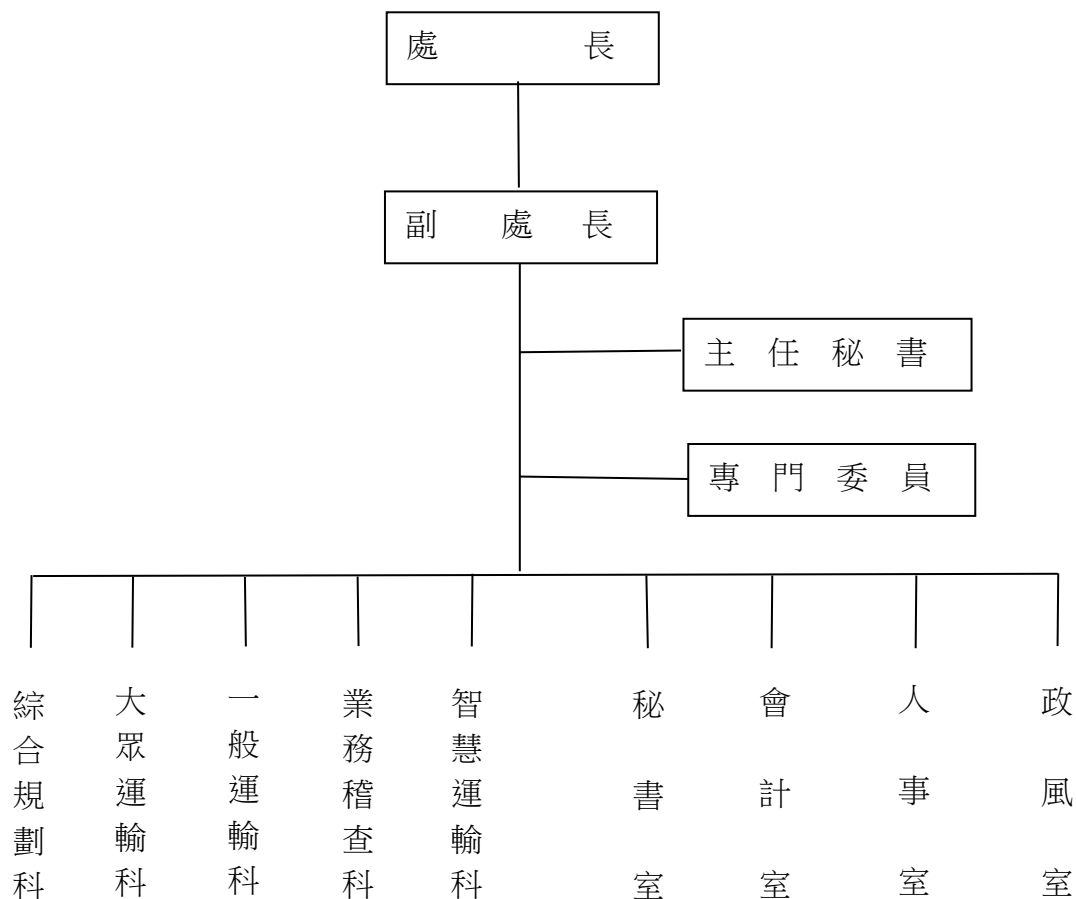 處長
副處長
主任秘書
專門委員
綜合規劃科
大眾運輸科
一般運輸科
業務稽查科
智慧運輸科
秘書室
會計室
人事室
政風室